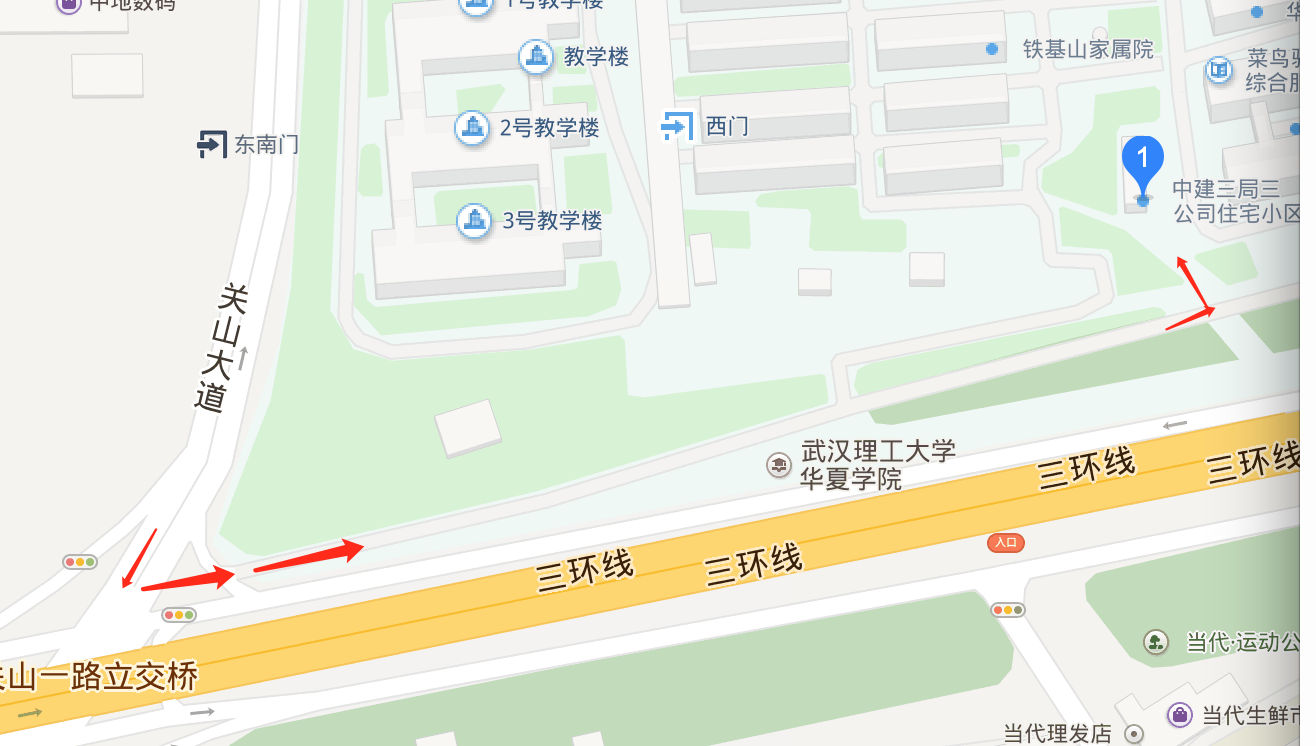 中地数码
1号教学楼
教学楼
铁基山家属院
菜鸟驿
综合服
2号教学楼
西门
东南门
1
中建三局三
公司住宅小区
3号教学楼
关山大道
武汉理工大学
华夏学院
三环线
三环线
入口
三环线
三环线
关山一路立交桥
当代·运动公
当代生鲜市
当代理发店